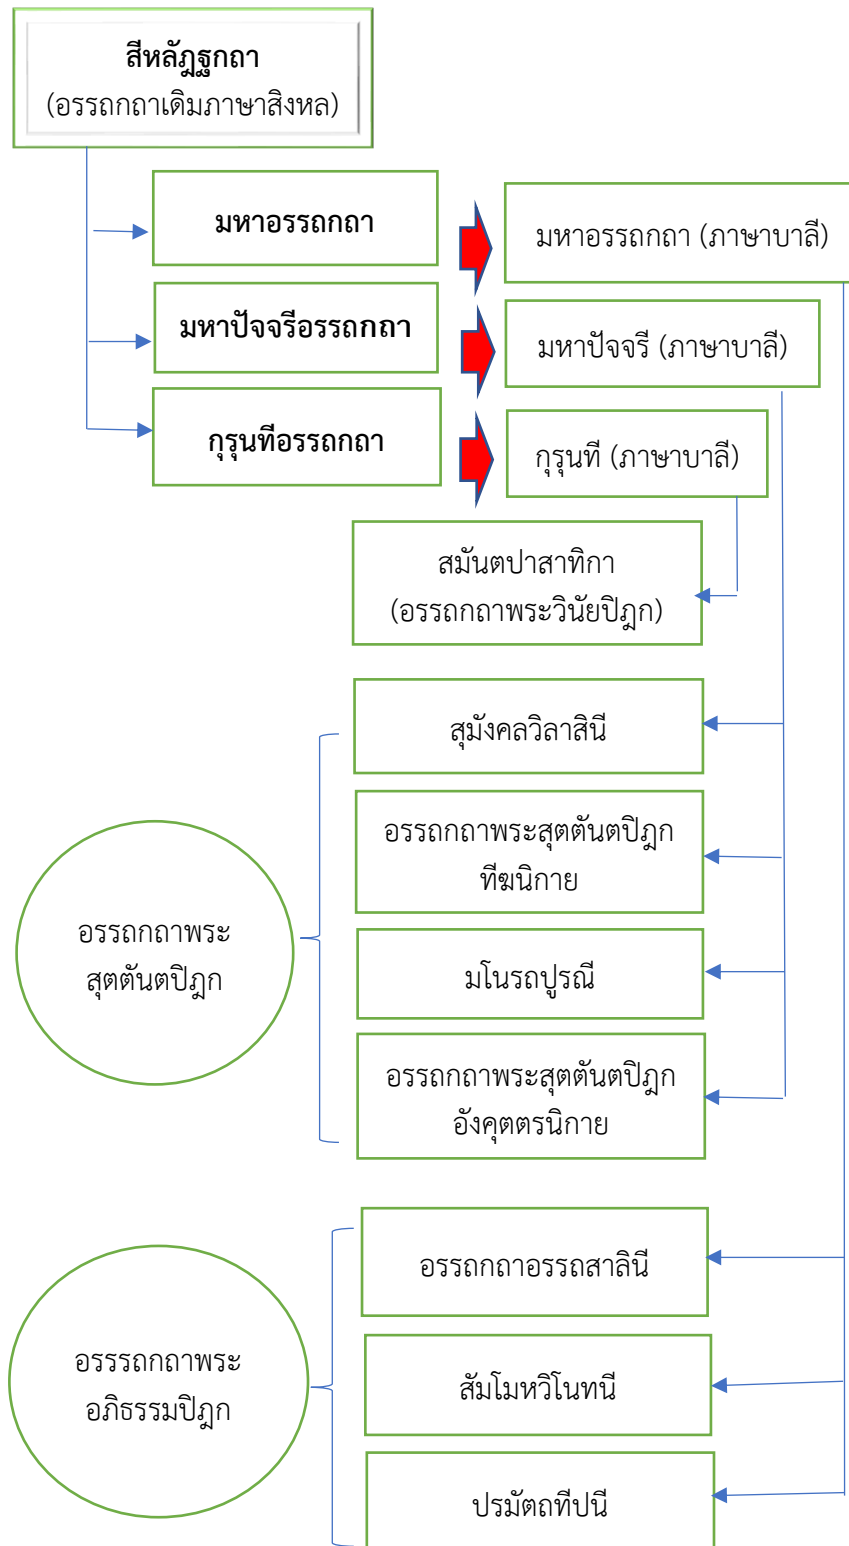 สีหลัฎฐกถา
(อรรถกถาเดิมภาษาสิงหล)
มหาอรรถกถา
มหาอรรถกถา (ภาษาบาลี)
มหาปัจจรีอรรถกถา
มหาปัจจรี (ภาษาบาลี)
กุรุนทีอรรถกถา
กุรุนที (ภาษาบาลี)
สมันตปาสาทิกา
(อรรถกถาพระวินัยปิฎก)
สุมังคลวิลาสินี
อรรถกถาพระสุตตันตปิฎก
ทีฆนิกาย
อรรถกถาพระ
สุตตันตปิฎก
มโนรถปูรณี
อรรถกถาพระสุตตันตปิฎก
อังคุตตรนิกาย
อรรถกถาอรรถสาลินี
อรรรถกถาพระ
อภิธรรมปิฎก
สัมโมหวิโนทนี
ปรมัตถทีปนี